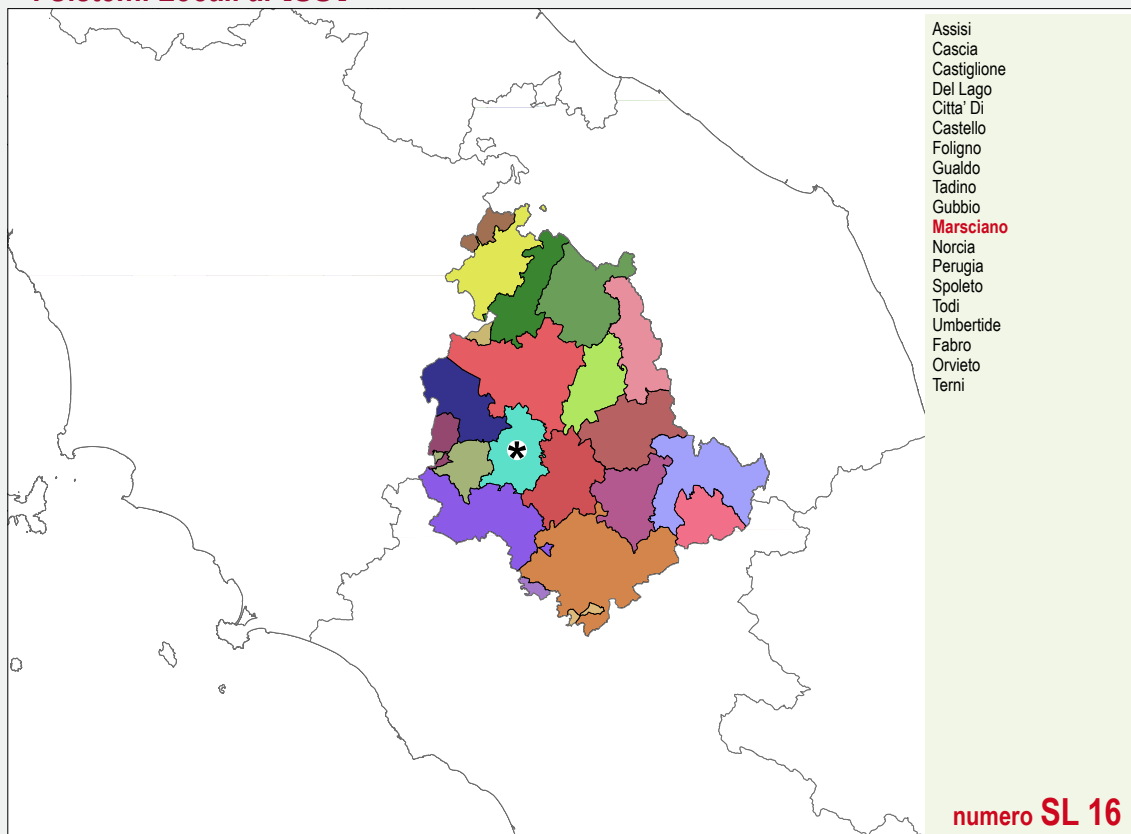 Assisi
Cascia
Castiglione
Del Lago
Citta' Di
Castello
Foligno
Gualdo
Tadino
Gubbio
Marsciano
Norcia
Perugia
Spoleto
Todi
Umbertide
Fabro
Orvieto
Terni
*
numero SL 16